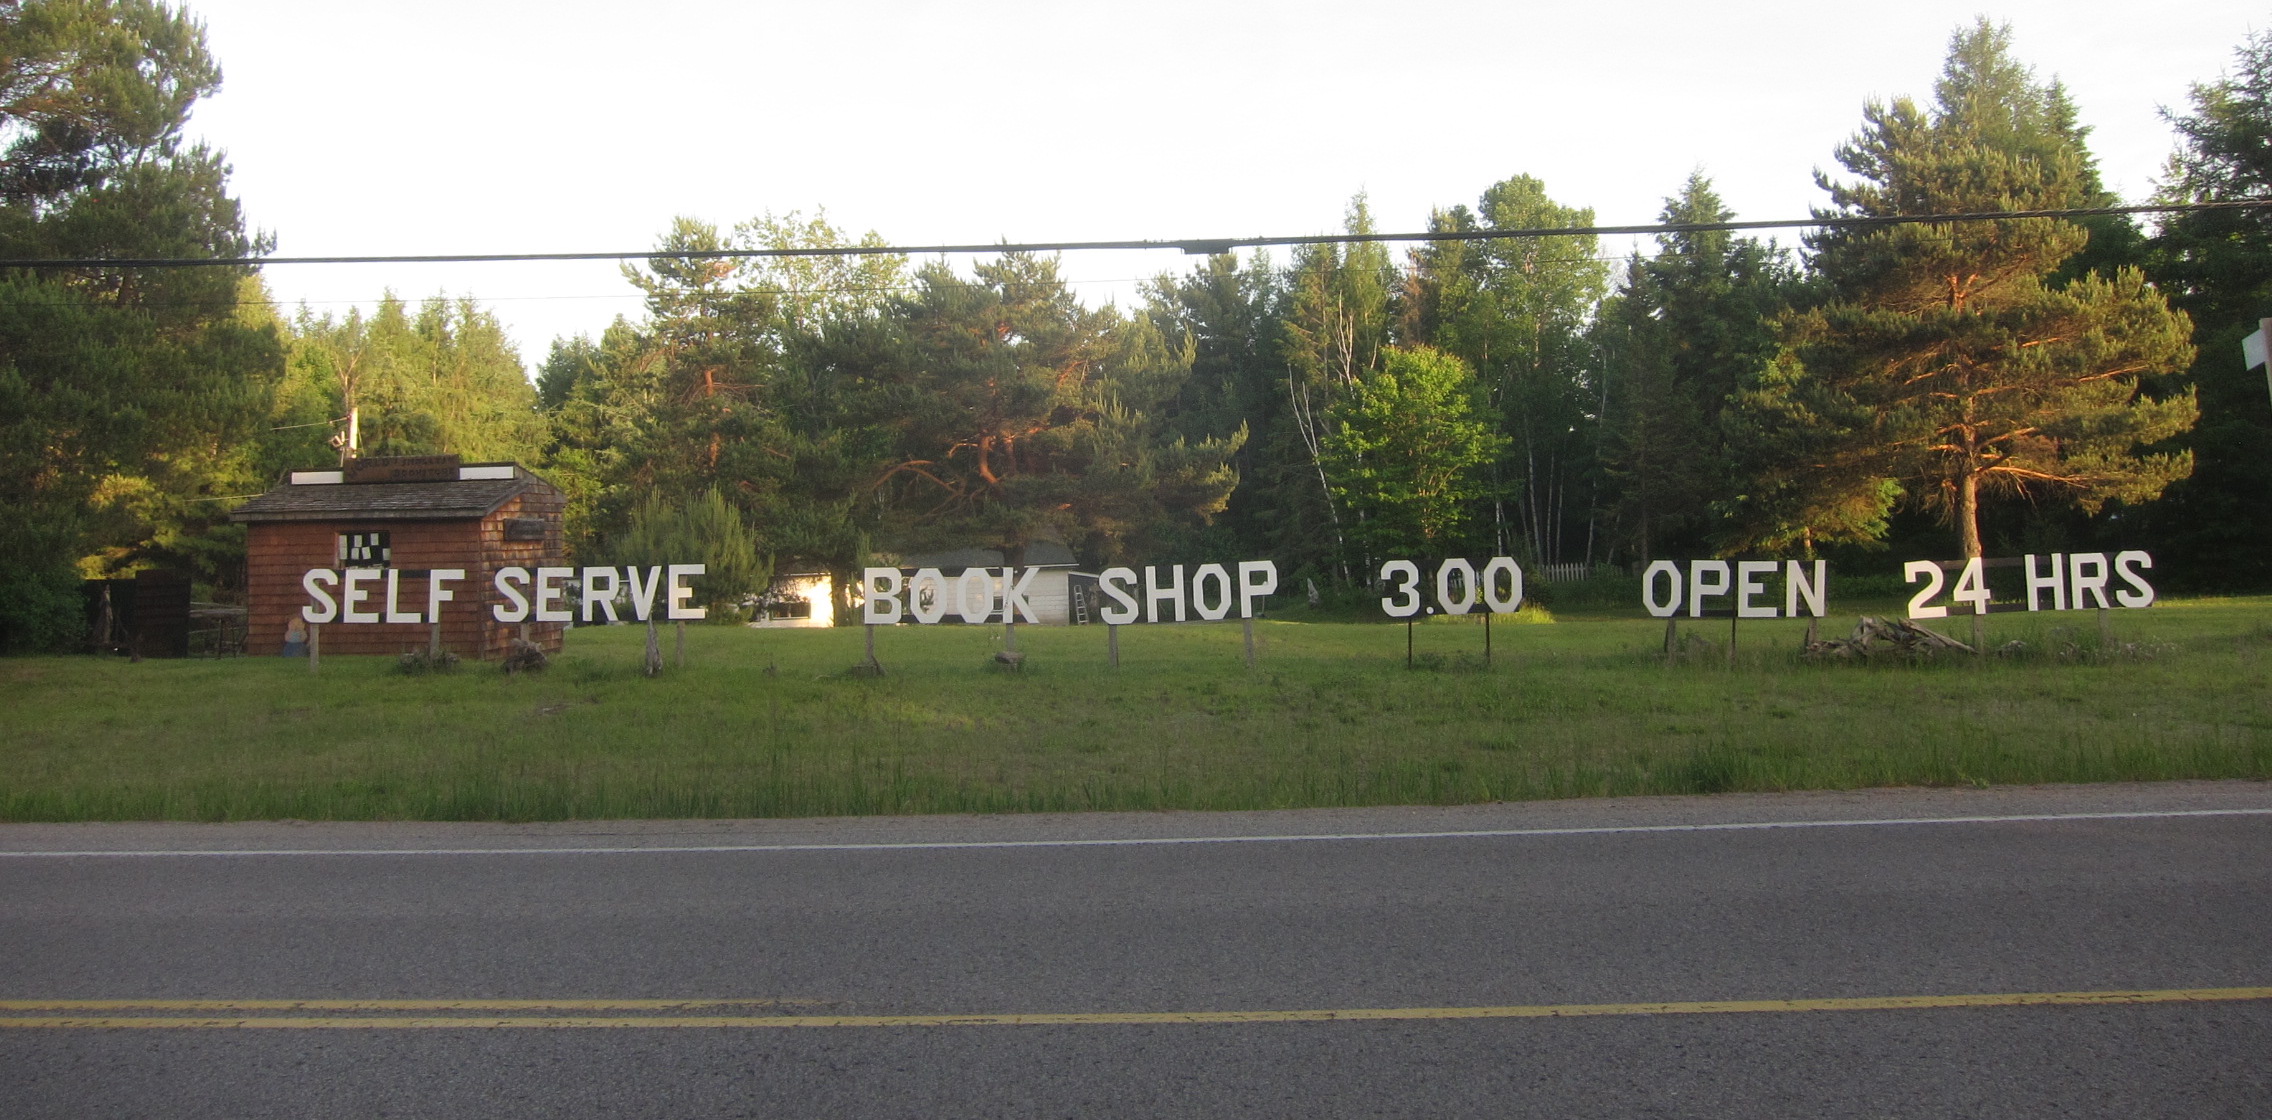 SELF SERVE BOOK SHOP 3.00 OPEN 24 HRS